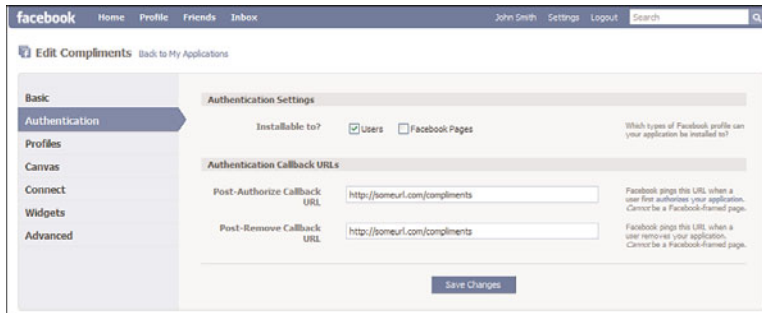 facebook Home Profile Friends Inbox John Smith Settings Logout Search
Edit Compliments Back to My Applications
Basic
Authentication
Profiles
Canvas
Connect
Widgets
Advanced
Authentication Settings
Installable to? Users Facebook Pages
Which types of Facebook profile can
your application be installed to?
Authentication Callback URLs
Post-Authorize Callback
URL
http://someurl.com/compliments
Facebook pings this URL when a
user first authorizes your application.
Cannot be a Facebook-framed page.
Post-Remove Callback
URL
http://someurl.com/compliments
Facebook pings this URL when a
user removes your application.
Cannot be a Facebook-framed page.
Save Changes